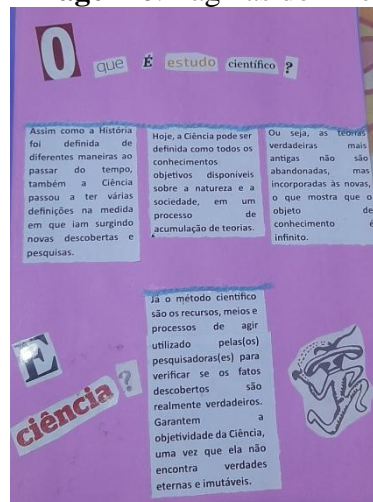 O que É estudo científico ?
Assim como a História
foi definida de
diferentes maneiras ao
passar do tempo,
também a Ciência
passou a ter várias
definições na medida
em que iam surgindo
novas descobertas e
pesquisas.
Hoje, a Ciência pode ser
definida como todos os
conhecimentos
objetivos disponíveis
sobre a natureza e a
sociedade, em um
processo de
acumulação de teorias.
Ou seja, as teorias
verdadeiras mais
antigas não são
abandonadas, mas
incorporadas às novas,
o que mostra que o
objeto de
conhecimento é
infinito.
E
ciência ?
Já o método científico
são os recursos, meios e
processos de agir
utilizado pelas(os)
pesquisadoras(es) para
verificar se os fatos
descobertos são
realmente verdadeiros.
Garantem a
objetividade da Ciência,
uma vez que ela não
encontra verdades
eternas e imutáveis.